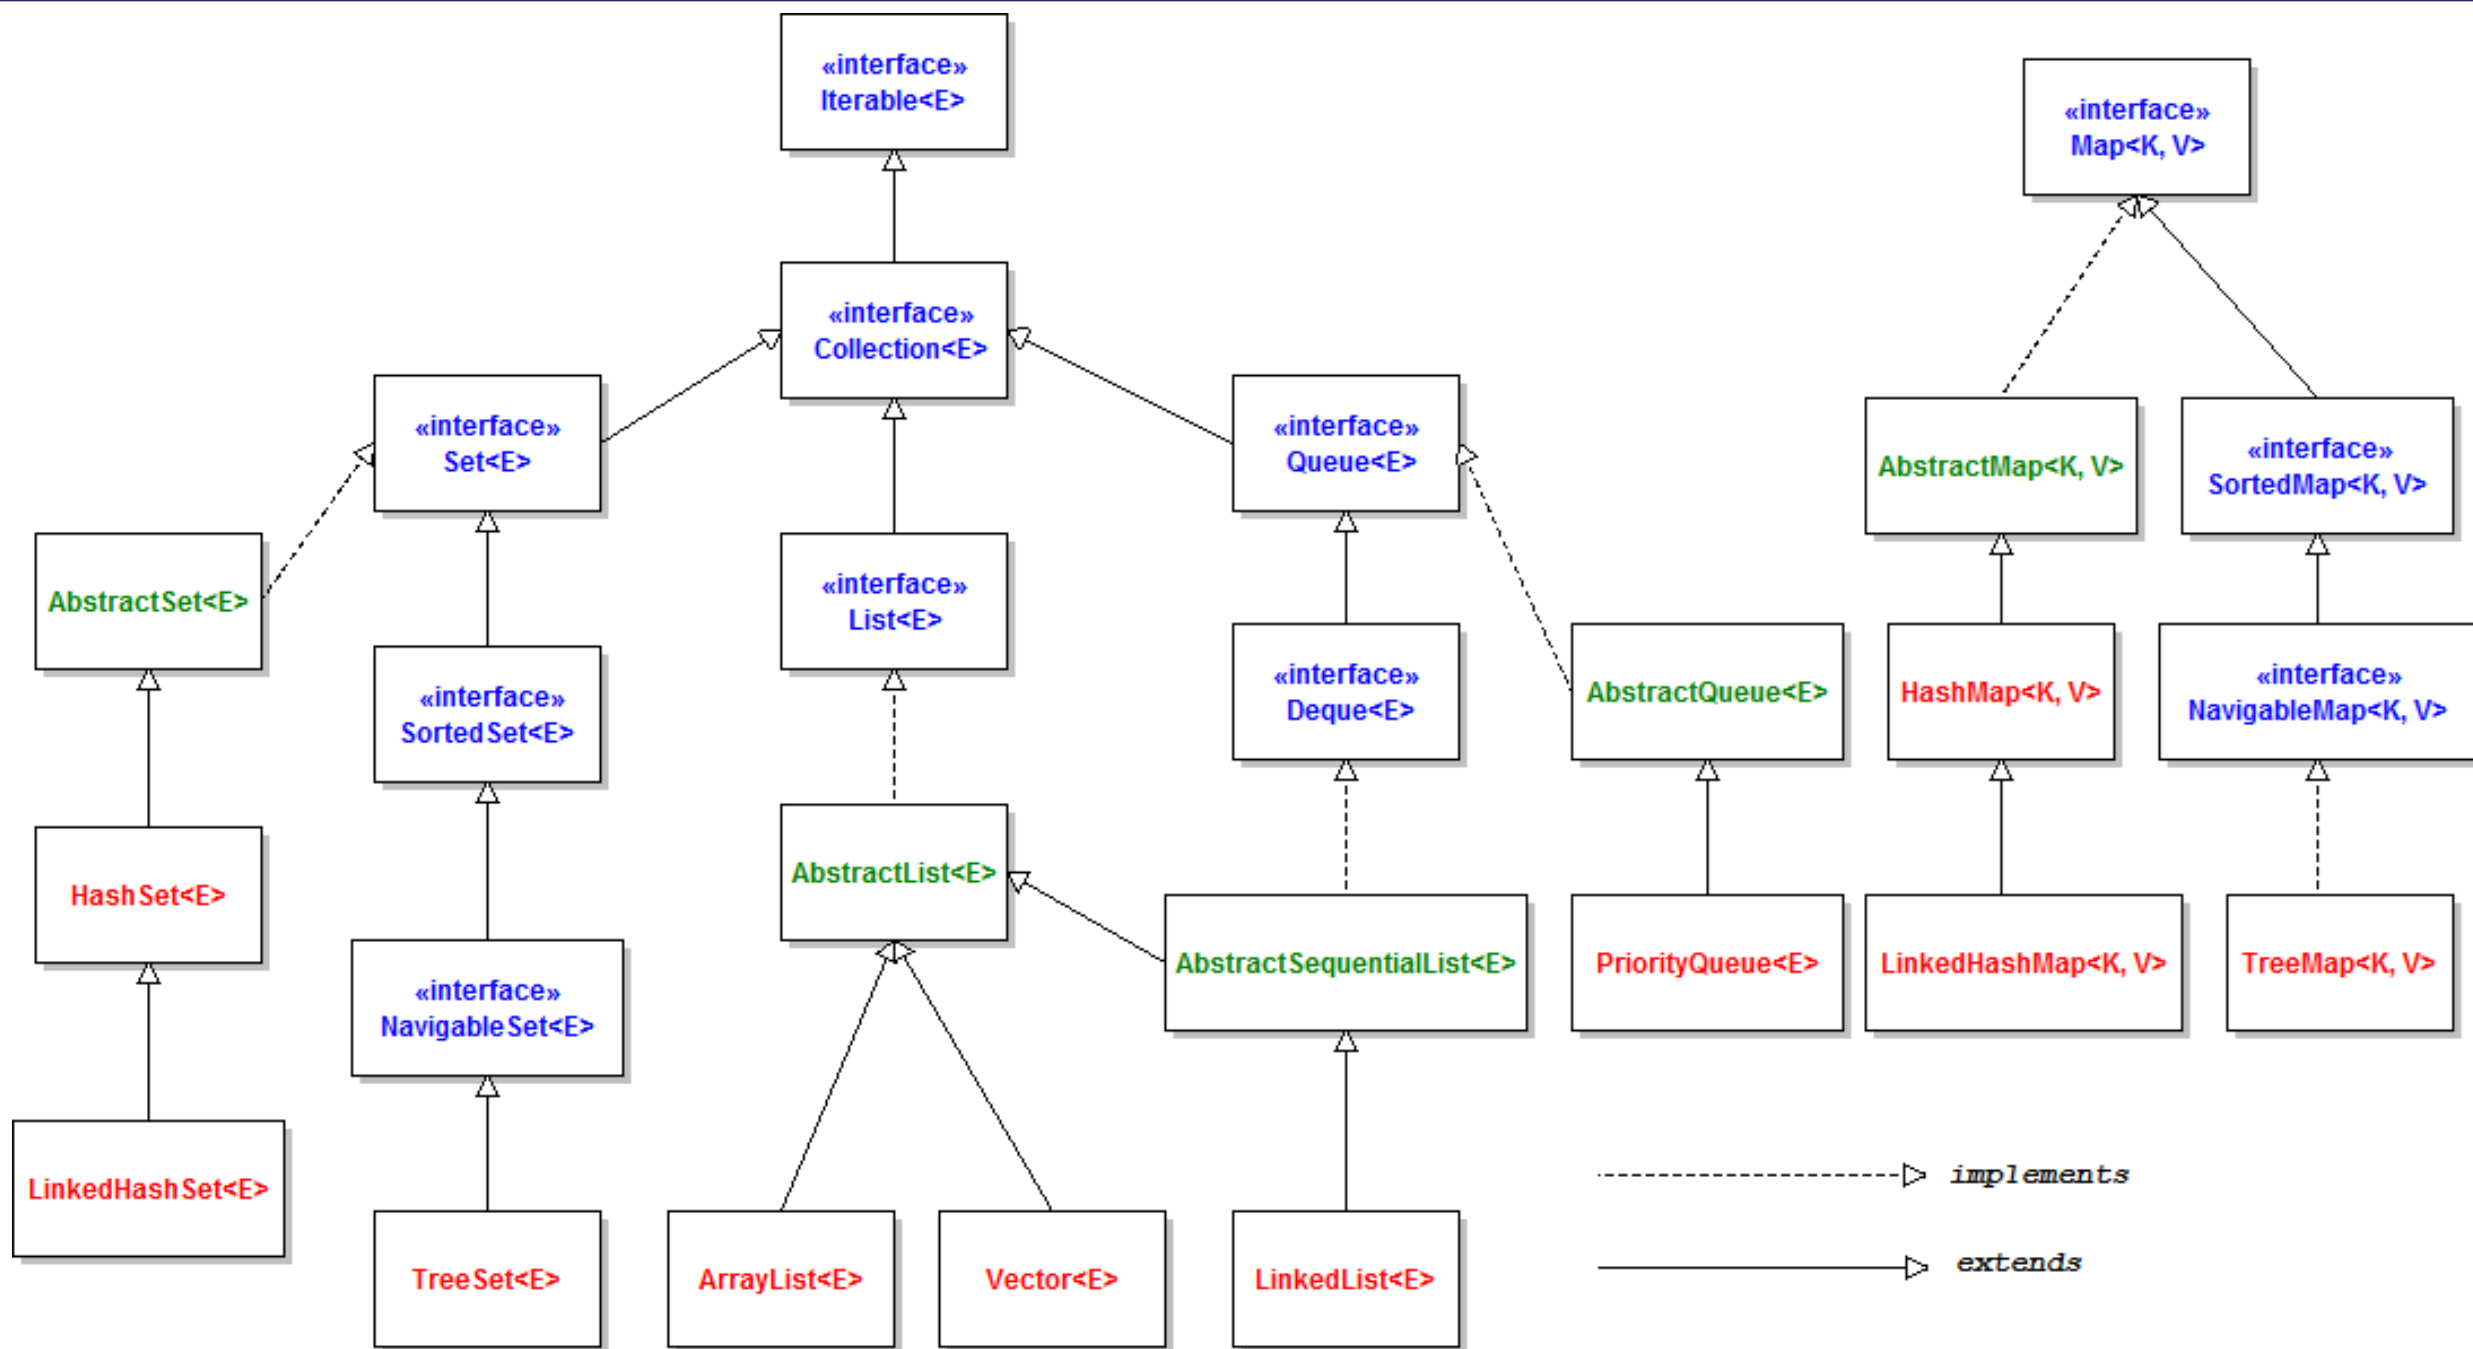 «interface»
Iterable<E>
«interface»
Map<K, V>
«interface»
Collection<E>
«interface»
Set<E>
«interface»
Queue<E>
AbstractMap<K, V>
«interface»
SortedMap<K, V>
AbstractSet<E>
«interface»
List<E>
«interface»
SortedSet<E>
«interface»
Deque<E>
AbstractQueue<E>
HashMap<K, V>
«interface»
NavigableMap<K, V>
HashSet<E>
AbstractList<E>
«interface»
NavigableSet<E>
AbstractSequentialList<E>
PriorityQueue<E>
LinkedHashMap<K, V>
TreeMap<K, V>
LinkedHashSet<E>
TreeSet<E>
ArrayList<E>
Vector<E>
LinkedList<E>
implements
extends